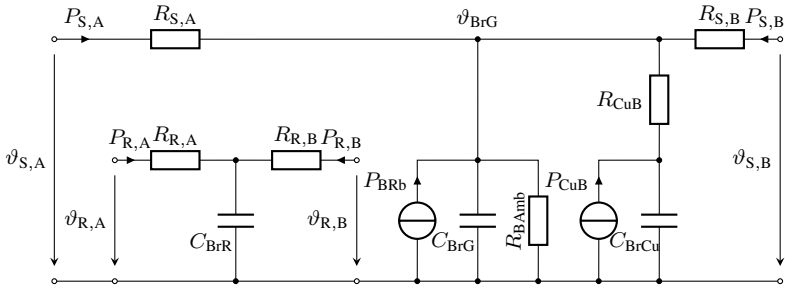 P_S,A R_S,A ϑ_BrG R_S,B P_S,B
R_CuB
P_R,A R_R,A R_R,B P_R,B
ϑ_S,A ϑ_S,B
P_BRb P_CuB
ϑ_R,A C_BrR ϑ_R,B C_BrG R_BAmb C_BrCu